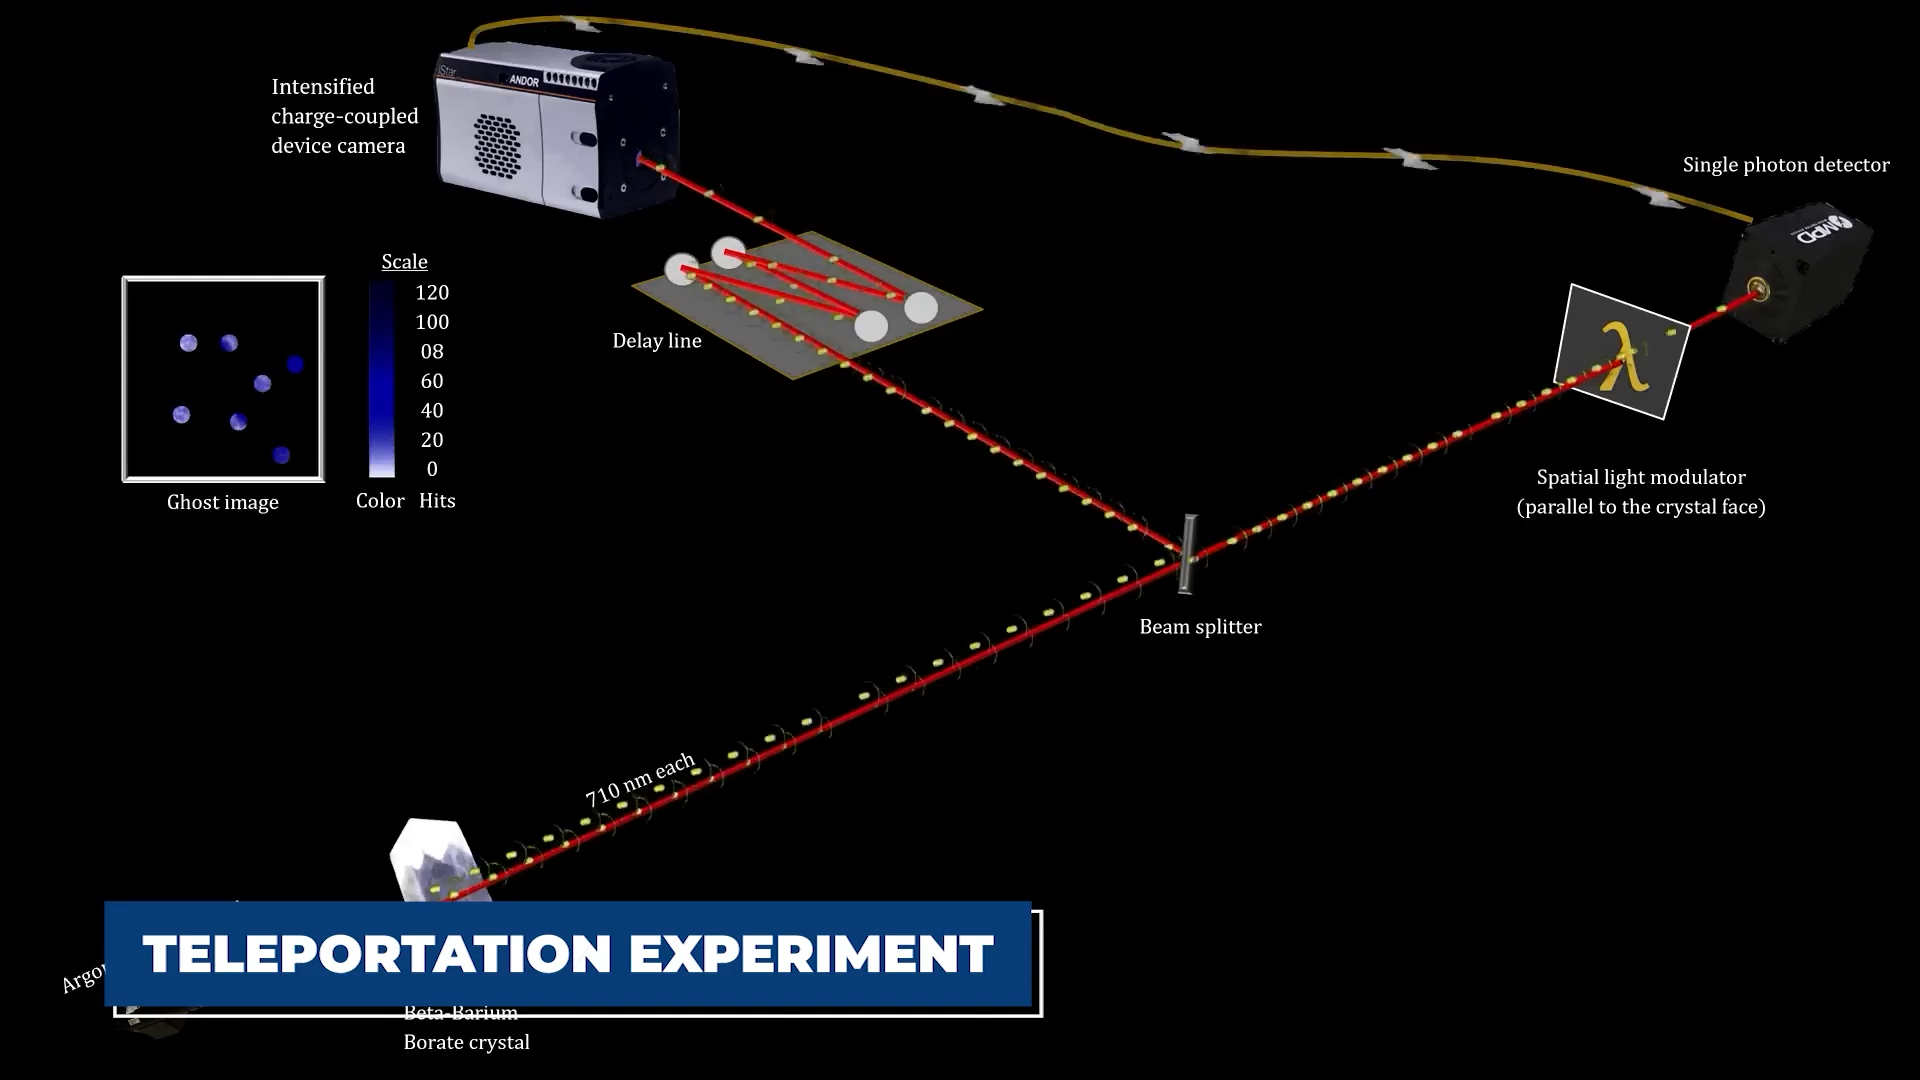 iStar
ANDOR
Intensified
charge-coupled
device camera
Single photon detector
MPD
Scale
120
100
08
60
40
20
0
Color Hits
Ghost image
Delay line
λ
Spatial light modulator
(parallel to the crystal face)
Beam splitter
710 nm each
TELEPORTATION EXPERIMENT
Beta-Barium
Borate crystal